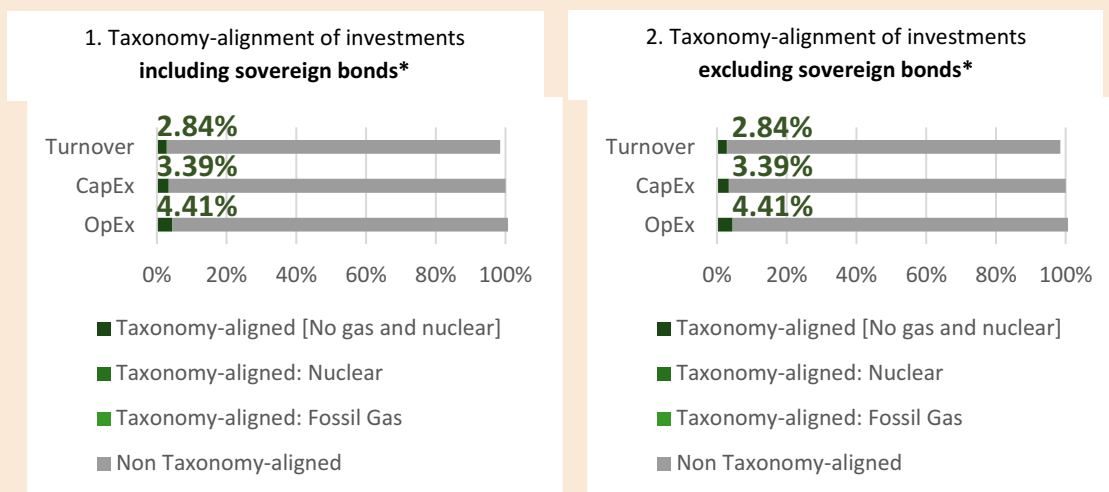 1. Taxonomy-alignment of investments
including sovereign bonds*
2.84%
Turnover
3.39%
CapEx
4.41%
OpEx
0% 20% 40% 60% 80% 100%
Taxonomy-aligned [No gas and nuclear]
Taxonomy-aligned: Nuclear
Taxonomy-aligned: Fossil Gas
Non Taxonomy-aligned
2. Taxonomy-alignment of investments
excluding sovereign bonds*
2.84%
Turnover
3.39%
CapEx
4.41%
OpEx
0% 20% 40% 60% 80% 100%
Taxonomy-aligned [No gas and nuclear]
Taxonomy-aligned: Nuclear
Taxonomy-aligned: Fossil Gas
Non Taxonomy-aligned